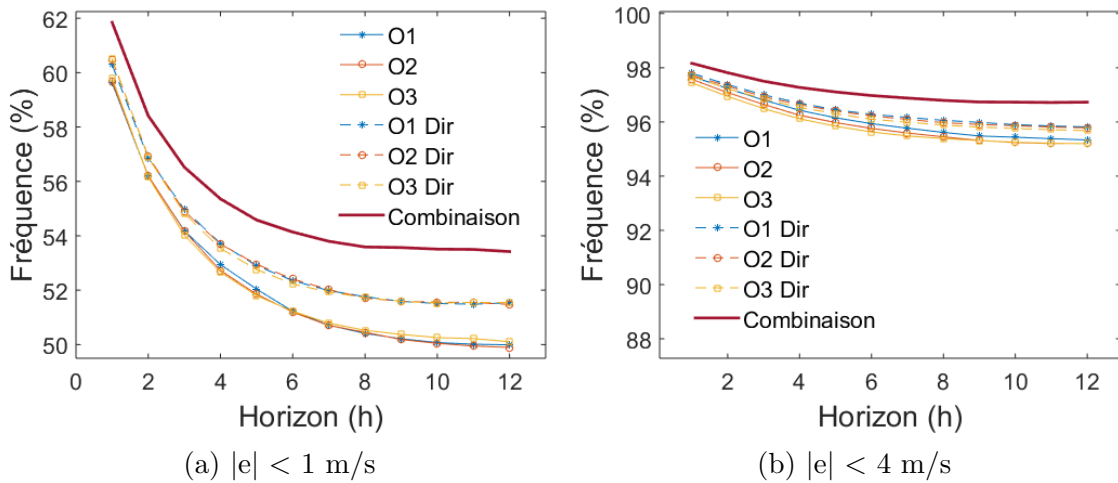 62
60
58
56
54
52
50
Fréquence (%)
0 2 4 6 8 10 12
Horizon (h)
O1
O2
O3
O1 Dir
O2 Dir
O3 Dir
Combinaison
(a) |e| < 1 m/s
100
98
96
94
92
90
88
Fréquence (%)
2 4 6 8 10 12
Horizon (h)
O1
O2
O3
O1 Dir
O2 Dir
O3 Dir
Combinaison
(b) |e| < 4 m/s